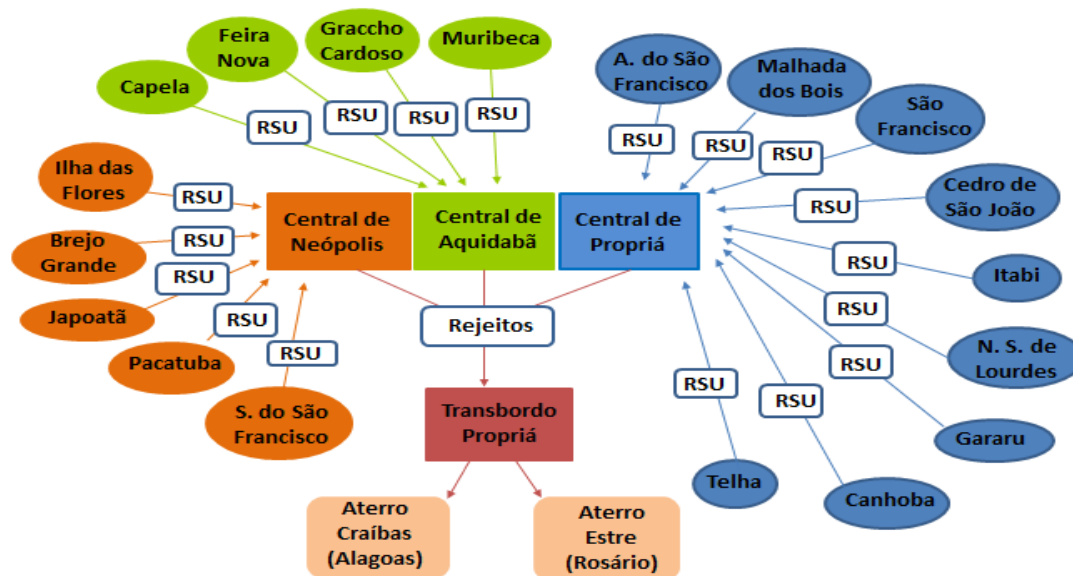 Capela
RSU
Feira
Nova
RSU
Graccho
Cardoso
RSU
Muribeca
RSU
A. do São
Francisco
RSU
Malhada
dos Bois
RSU
São
Francisco
RSU
Cedro de
São João
RSU
Itabi
RSU
N. S. de
Lourdes
RSU
Gararu
RSU
Canhoba
RSU
Telha
RSU
Ilha das
Flores
RSU
Brejo
Grande
RSU
Japoatã
RSU
Pacatuba
RSU
S. do São
Francisco
RSU
Central de
Neópolis
Central de
Aquidabã
Central de
Propriá
Rejeitos
Transbordo
Propriá
Aterro
Craíbas
(Alagoas)
Aterro
Estre
(Rosário)